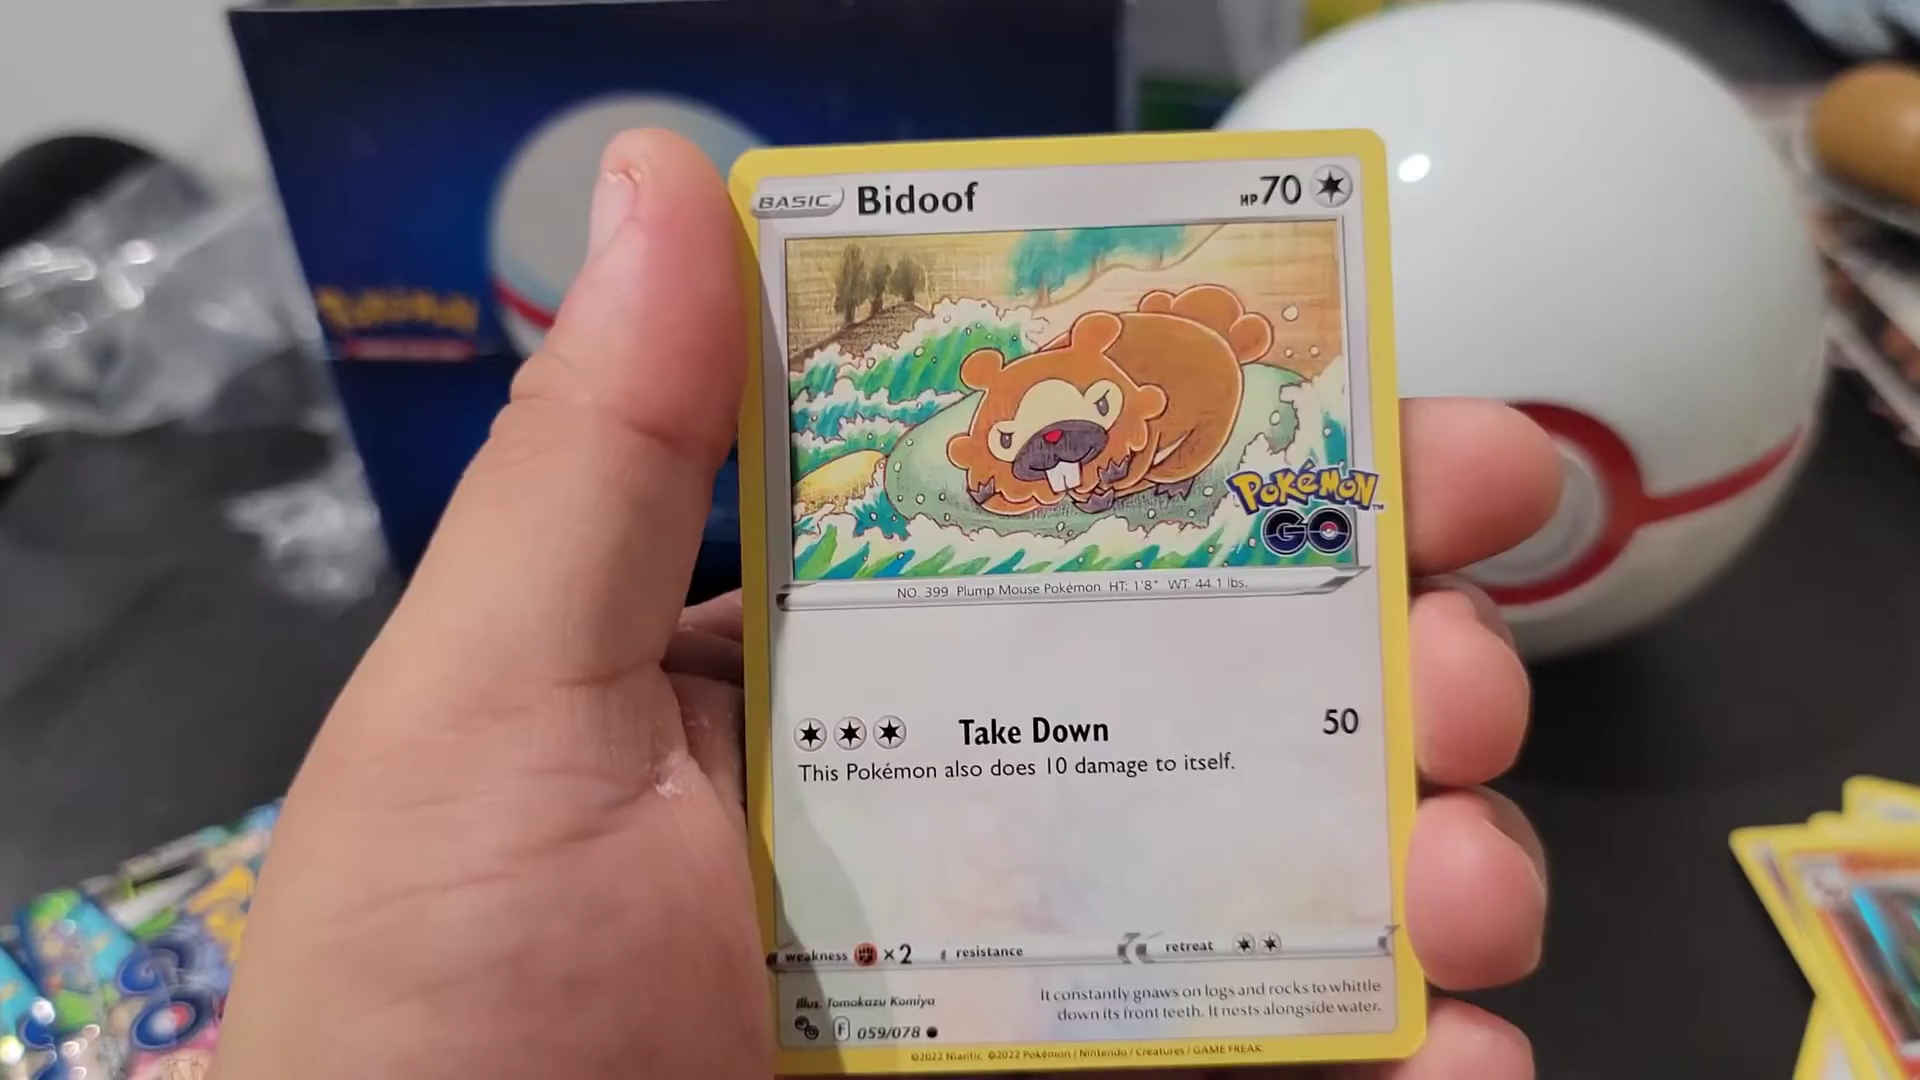 BASIC Bidoof HP 70
POKÉMON™
GO
NO. 399 Plump Mouse Pokémon HT: 1'8" WT: 44.1 lbs.
Take Down 50
This Pokémon also does 10 damage to itself.
weakness ×2 resistance retreat
Illus. Tomokazu Komiya
It constantly gnaws on logs and rocks to whittle
down its front teeth. It nests alongside water.
F 059/078
©2022 Niantic ©2022 Pokémon / Nintendo / Creatures / GAME FREAK.
Pokémon